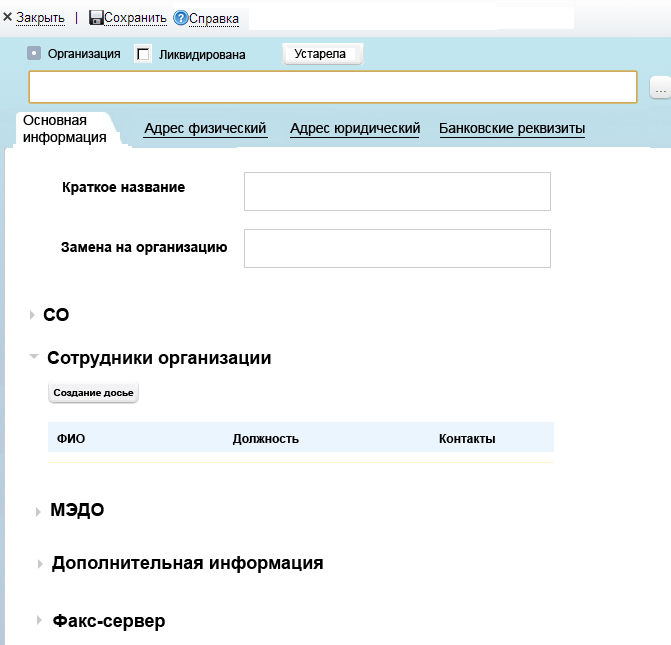 Закрыть | Сохранить Справка
Организация Ликвидирована Устарела
...
Основная
информация
Адрес физический Адрес юридический Банковские реквизиты
Краткое название
Замена на организацию
СО
Сотрудники организации
Создание досье
ФИО Должность Контакты
МЭДО
Дополнительная информация
Факс-сервер